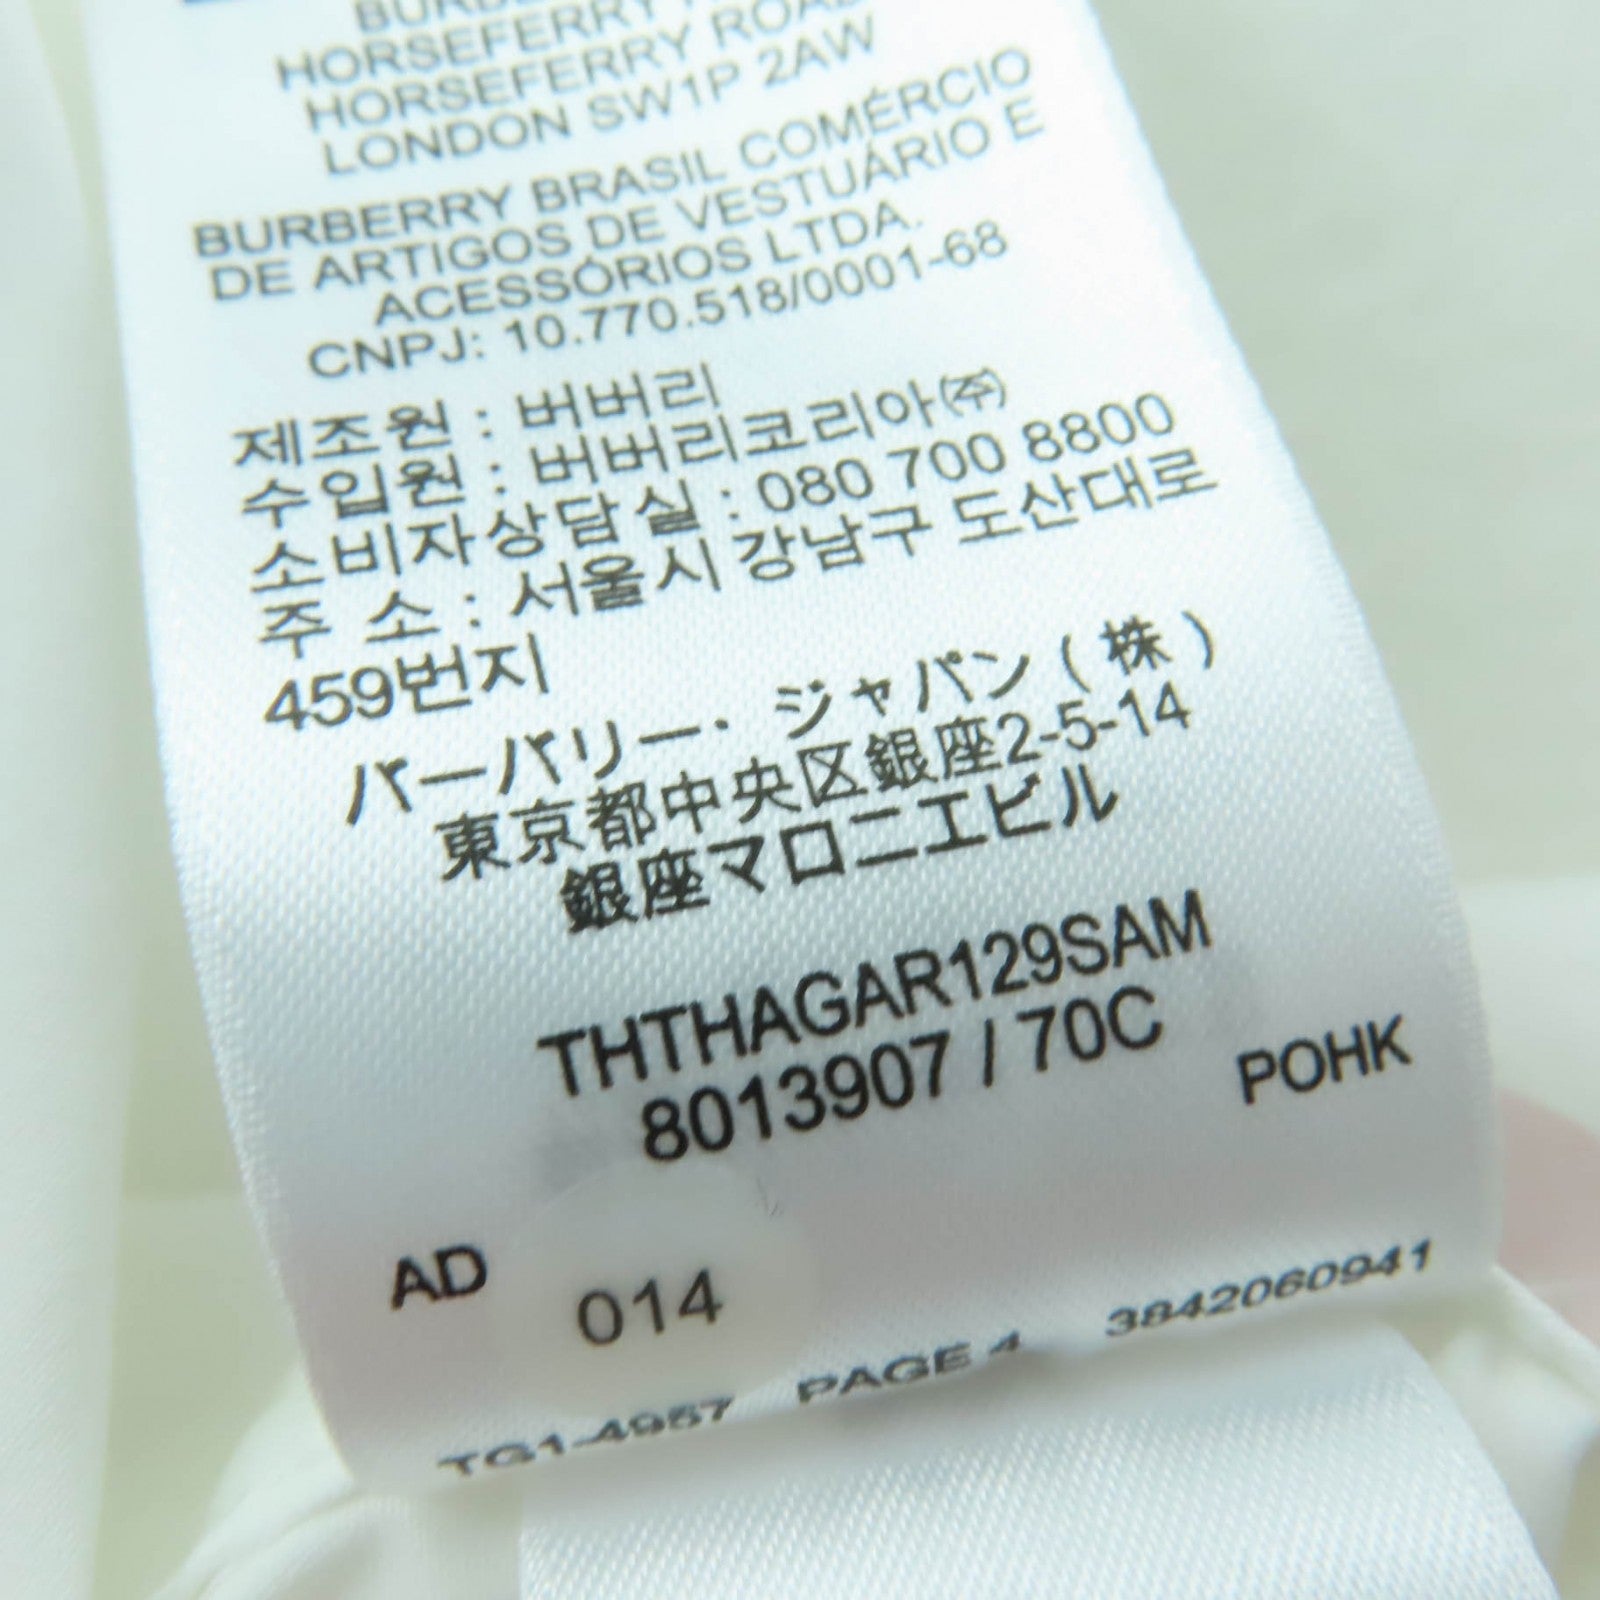 HORSEFERRY
HORSEFERRY ROAD
LONDON SW1P 2AW
BURBERRY BRASIL COMÉRCIO
DE ARTIGOS DE VESTUÁRIO E
ACESSÓRIOS LTDA.
CNPJ: 10.770.518/0001-68
제조원 : 버버리
수입원 : 버버리코리아㈜
소비자상담실 : 080 700 8800
주 소 : 서울시 강남구 도산대로
459번지
バーバリー・ジャパン(株)
東京都中央区銀座2-5-14
銀座マロニエビル
THTHAGAR129SAM
8013907 / 70C
POHK
AD
014
TG1-4957 PAGE 4 3842060941